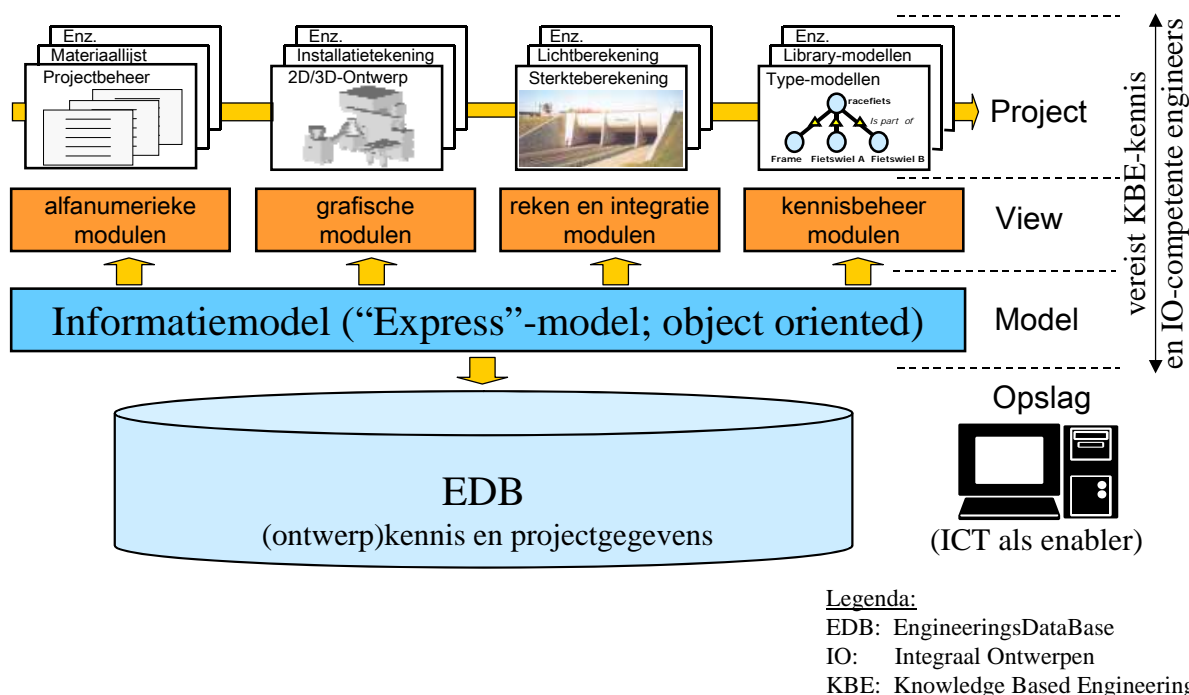 Enz.
Materiaallijst
Projectbeheer
Enz.
Installatietekening
2D/3D-Ontwerp
Enz.
Lichtberekening
Sterkteberekening
Enz.
Library-modellen
Type-modellen
racefiets
Is part of
Frame Fietswiel A Fietswiel B
Project
alfanumerieke
modulen
grafische
modulen
reken en integratie
modulen
kennisbeheer
modulen
View
Informatiemodel (“Express”-model; object oriented)
Model
vereist KBE-kennis
en IO-competente engineers
EDB
(ontwerp)kennis en projectgegevens
Opslag
(ICT als enabler)
Legenda:
EDB: EngineeringsDataBase
IO: Integraal Ontwerpen
KBE: Knowledge Based Engineering